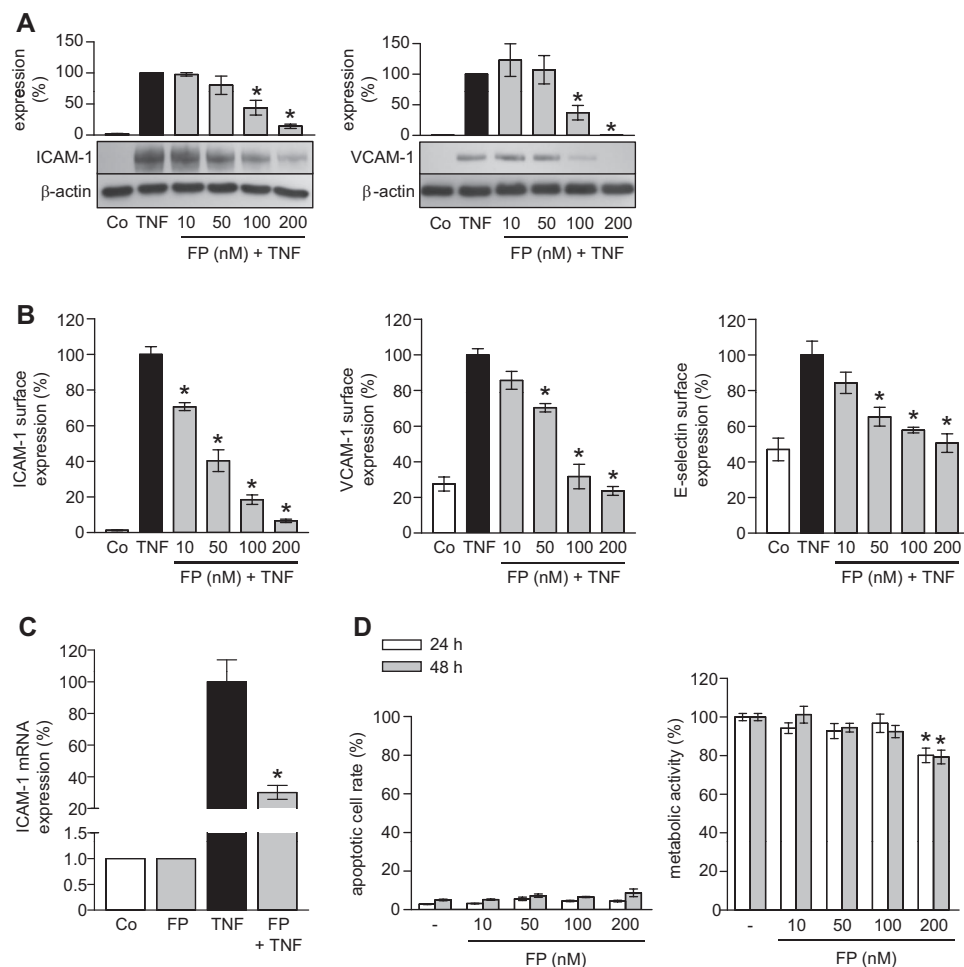 A
expression
(%)
150
100
50
0
*
*
ICAM-1
β-actin
Co TNF 10 50 100 200
FP (nM) + TNF
expression
(%)
150
100
50
0
*
*
VCAM-1
β-actin
Co TNF 10 50 100 200
FP (nM) + TNF
B
ICAM-1 surface
expression (%)
120
100
80
60
40
20
0
*
*
*
*
Co TNF 10 50 100 200
FP (nM) + TNF
VCAM-1 surface
expression (%)
120
100
80
60
40
20
0
*
*
*
Co TNF 10 50 100 200
FP (nM) + TNF
E-selectin surface
expression (%)
120
100
80
60
40
20
0
*
*
*
Co TNF 10 50 100 200
FP (nM) + TNF
C
ICAM-1 mRNA
expression (%)
120
100
80
60
40
20
1.5
1.0
0.5
0.0
*
Co FP TNF FP
+ TNF
D
24 h
48 h
apoptotic cell rate (%)
100
80
60
40
20
0
- 10 50 100 200
FP (nM)
metabolic activity (%)
120
100
80
60
40
20
0
* *
- 10 50 100 200
FP (nM)